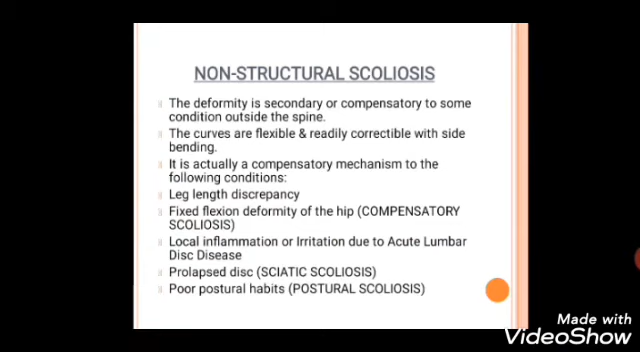 NON-STRUCTURAL SCOLIOSIS
The deformity is secondary or compensatory to some
condition outside the spine.
The curves are flexible & readily correctible with side
bending.
It is actually a compensatory mechanism to the
following conditions:
Leg length discrepancy
Fixed flexion deformity of the hip (COMPENSATORY
SCOLIOSIS)
Local inflammation or Irritation due to Acute Lumbar
Disc Disease
Prolapsed disc (SCIATIC SCOLIOSIS)
Poor postural habits (POSTURAL SCOLIOSIS)
Made with
VideoShow